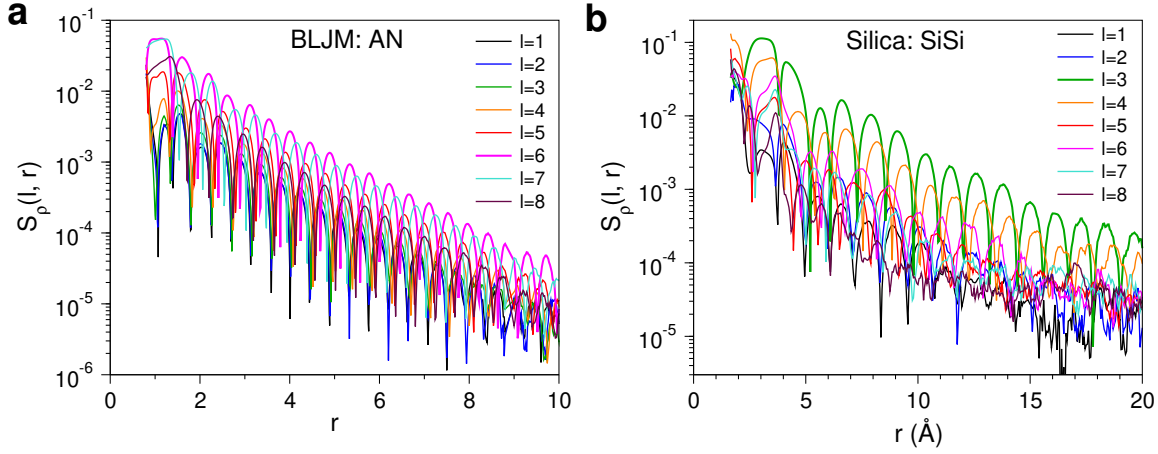 a
BLJM: AN
S_ρ(l, r)
10^-1
10^-2
10^-3
10^-4
10^-5
10^-6
0
2
4
6
8
10
r
l=1
l=2
l=3
l=4
l=5
l=6
l=7
l=8
b
Silica: SiSi
S_ρ(l, r)
10^-1
10^-2
10^-3
10^-4
10^-5
0
5
10
15
20
r (Å)
l=1
l=2
l=3
l=4
l=5
l=6
l=7
l=8